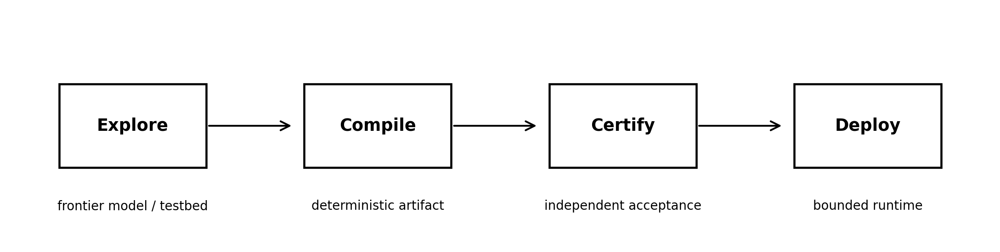 Explore
Compile
Certify
Deploy
frontier model / testbed
deterministic artifact
independent acceptance
bounded runtime